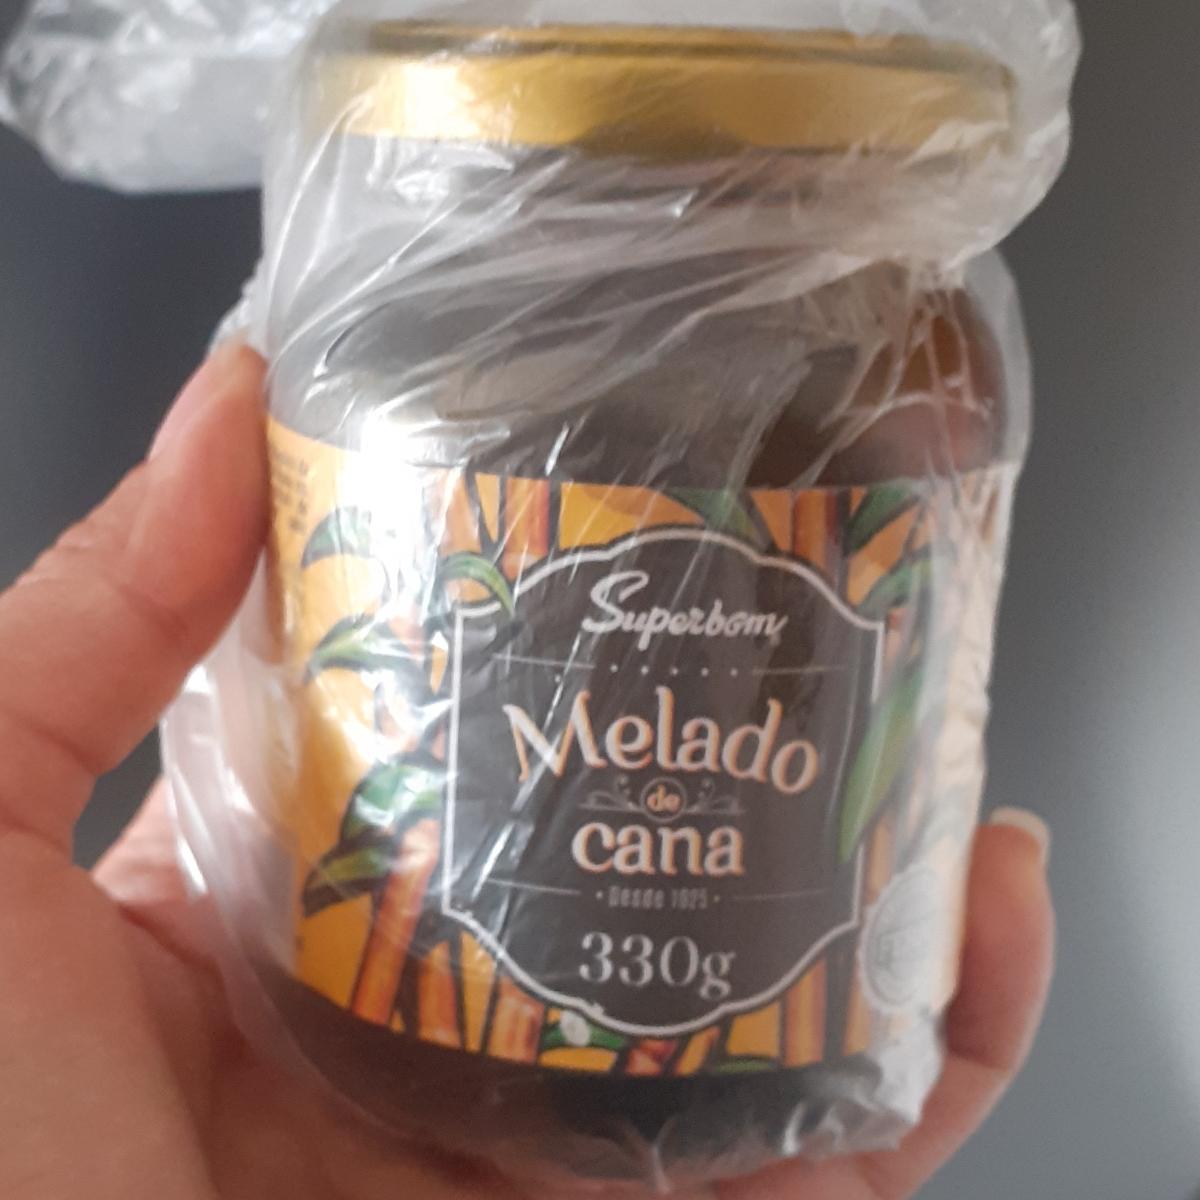 Superbom
Melado
de
cana
• Desde 1925 •
330g